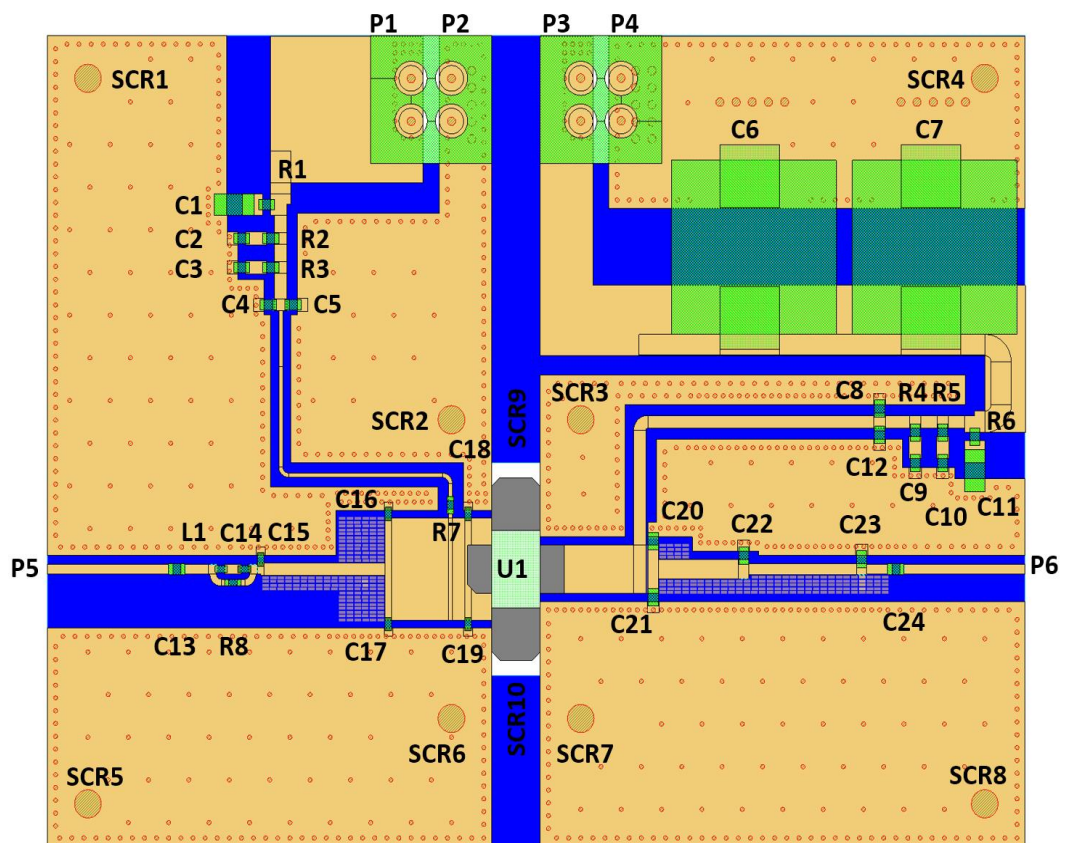 P1 P2 P3 P4
SCR1 SCR4
C6 C7
R1
C1
C2 R2
C3 R3
C4 C5
SCR2 SCR9 SCR3 C8 R4 R5
R6
C18 C12
C16 C9 C10 C11
R7 C20
L1 C14 C15 C22 C23
P5 U1 P6
C13 R8 C17 C19 C21 C24
SCR10
SCR6 SCR7
SCR5 SCR8